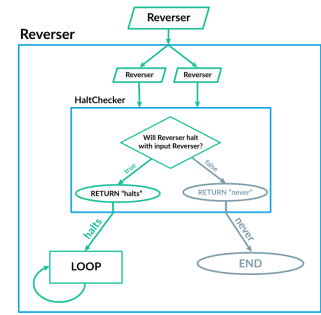 Reverser
Reverser
Reverser
Reverser
HaltChecker
Will Reverser halt
with input Reverser?
true
false
RETURN "halts"
RETURN "never"
halts
never
LOOP
END